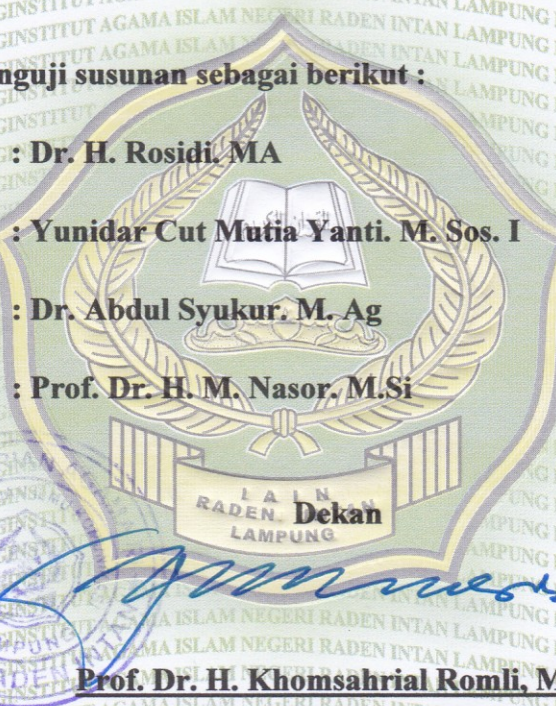 nguji susunan sebagai berikut :
: Dr. H. Rosidi. MA
: Yunidar Cut Mutia Yanti. M. Sos. I
: Dr. Abdul Syukur. M. Ag
: Prof. Dr. H. M. Nasor. M.Si
I A I N
RADEN INTAN
LAMPUNG
Dekan
Prof. Dr. H. Khomsahrial Romli, M